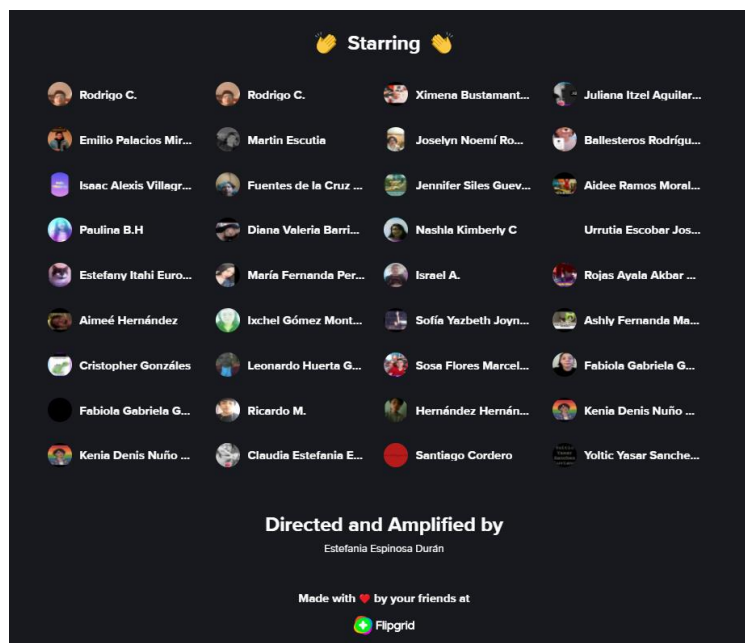 Starring
Rodrigo C. Rodrigo C. Ximena Bustamant... Juliana Itzel Aguilar...
Emilio Palacios Mir... Martin Escutia Joselyn Noemí Ro... Ballesteros Rodrígu...
Isaac Alexis Villagr... Fuentes de la Cruz ... Jennifer Siles Guev... Aidee Ramos Moral...
Paulina B.H Diana Valeria Barri... Nashla Kimberly C Urrutia Escobar Jos...
Estefany Itahi Euro... María Fernanda Per... Israel A. Rojas Ayala Akbar ...
Aimeé Hernández Ixchel Gómez Mont... Sofía Yazbeth Joyn... Ashly Fernanda Ma...
Cristopher Gonzáles Leonardo Huerta G... Sosa Flores Marcel... Fabiola Gabriela G...
Fabiola Gabriela G... Ricardo M. Hernández Hernán... Kenia Denis Nuño ...
Kenia Denis Nuño ... Claudia Estefania E... Santiago Cordero Yoltic Yasar Sanche...
Directed and Amplified by
Estefania Espinosa Durán
Made with ❤ by your friends at
Flipgrid